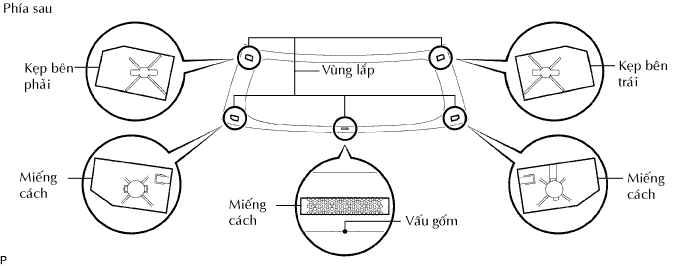 Phía sau
Kẹp bên
phải
Vùng lắp
Kẹp bên
trái
Miếng
cách
Miếng
cách
Vấu gốm
Miếng
cách
P